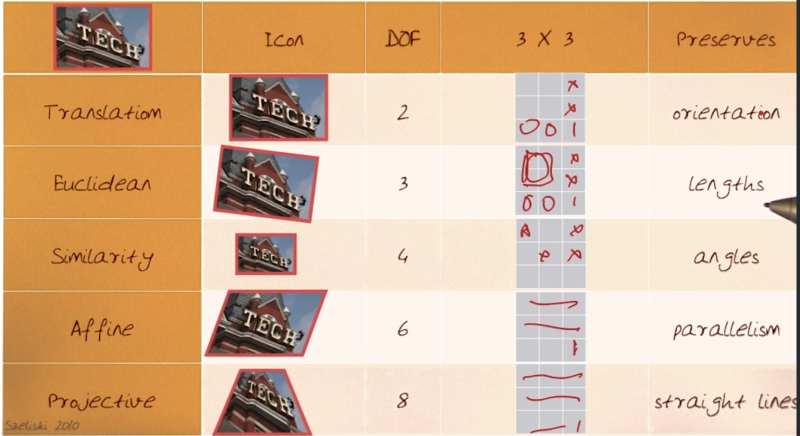 TECH Icon DOF 3 X 3 Preserves
Translation TECH 2 x x 0 0 1 orientation
Euclidean TECH 3 x x 0 0 1 lengths
Similarity TECH 4 x x angles
Affine TECH 6 1 parallelism
Projective TECH 8 1 straight lines
Szeliski 2010